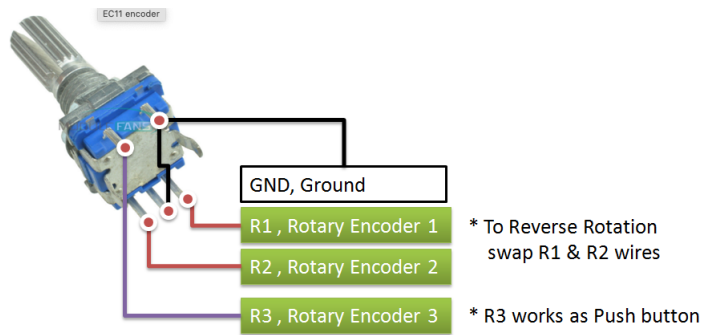 EC11 encoder
FANS
GND, Ground
R1 , Rotary Encoder 1
* To Reverse Rotation
swap R1 & R2 wires
R2 , Rotary Encoder 2
R3 , Rotary Encoder 3
* R3 works as Push button